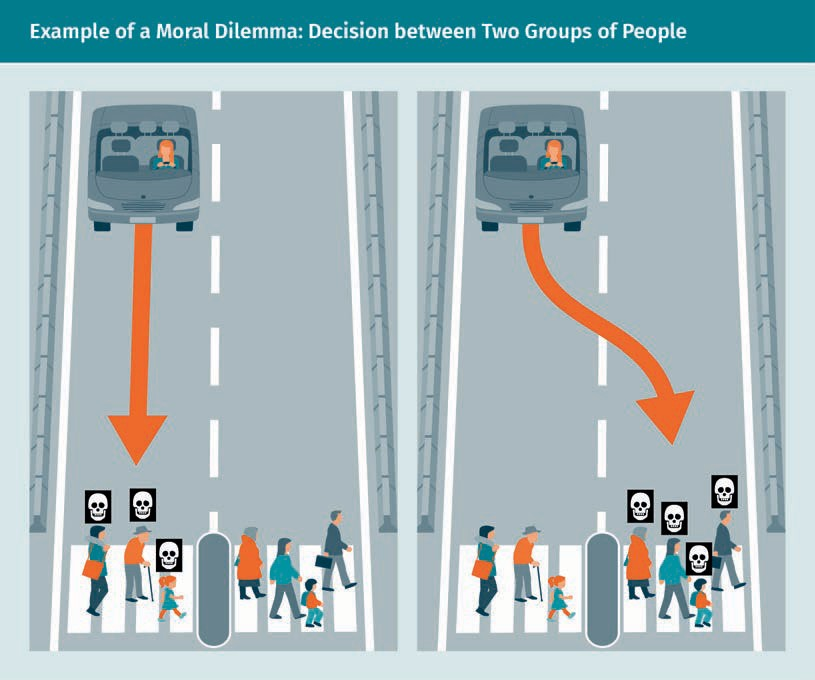 Example of a Moral Dilemma: Decision between Two Groups of People